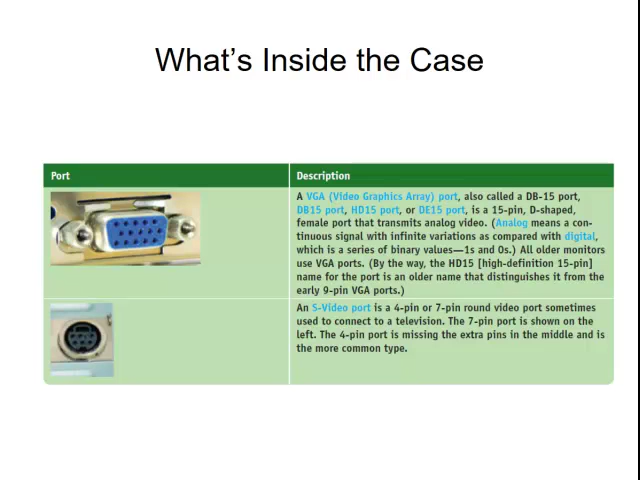 What’s Inside the Case
Port
Description
A VGA (Video Graphics Array) port, also called a DB-15 port,
DB15 port, HD15 port, or DE15 port, is a 15-pin, D-shaped,
female port that transmits analog video. (Analog means a con-
tinuous signal with infinite variations as compared with digital,
which is a series of binary values—1s and 0s.) All older monitors
use VGA ports. (By the way, the HD15 [high-definition 15-pin]
name for the port is an older name that distinguishes it from the
early 9-pin VGA ports.)
An S-Video port is a 4-pin or 7-pin round video port sometimes
used to connect to a television. The 7-pin port is shown on the
left. The 4-pin port is missing the extra pins in the middle and is
the more common type.